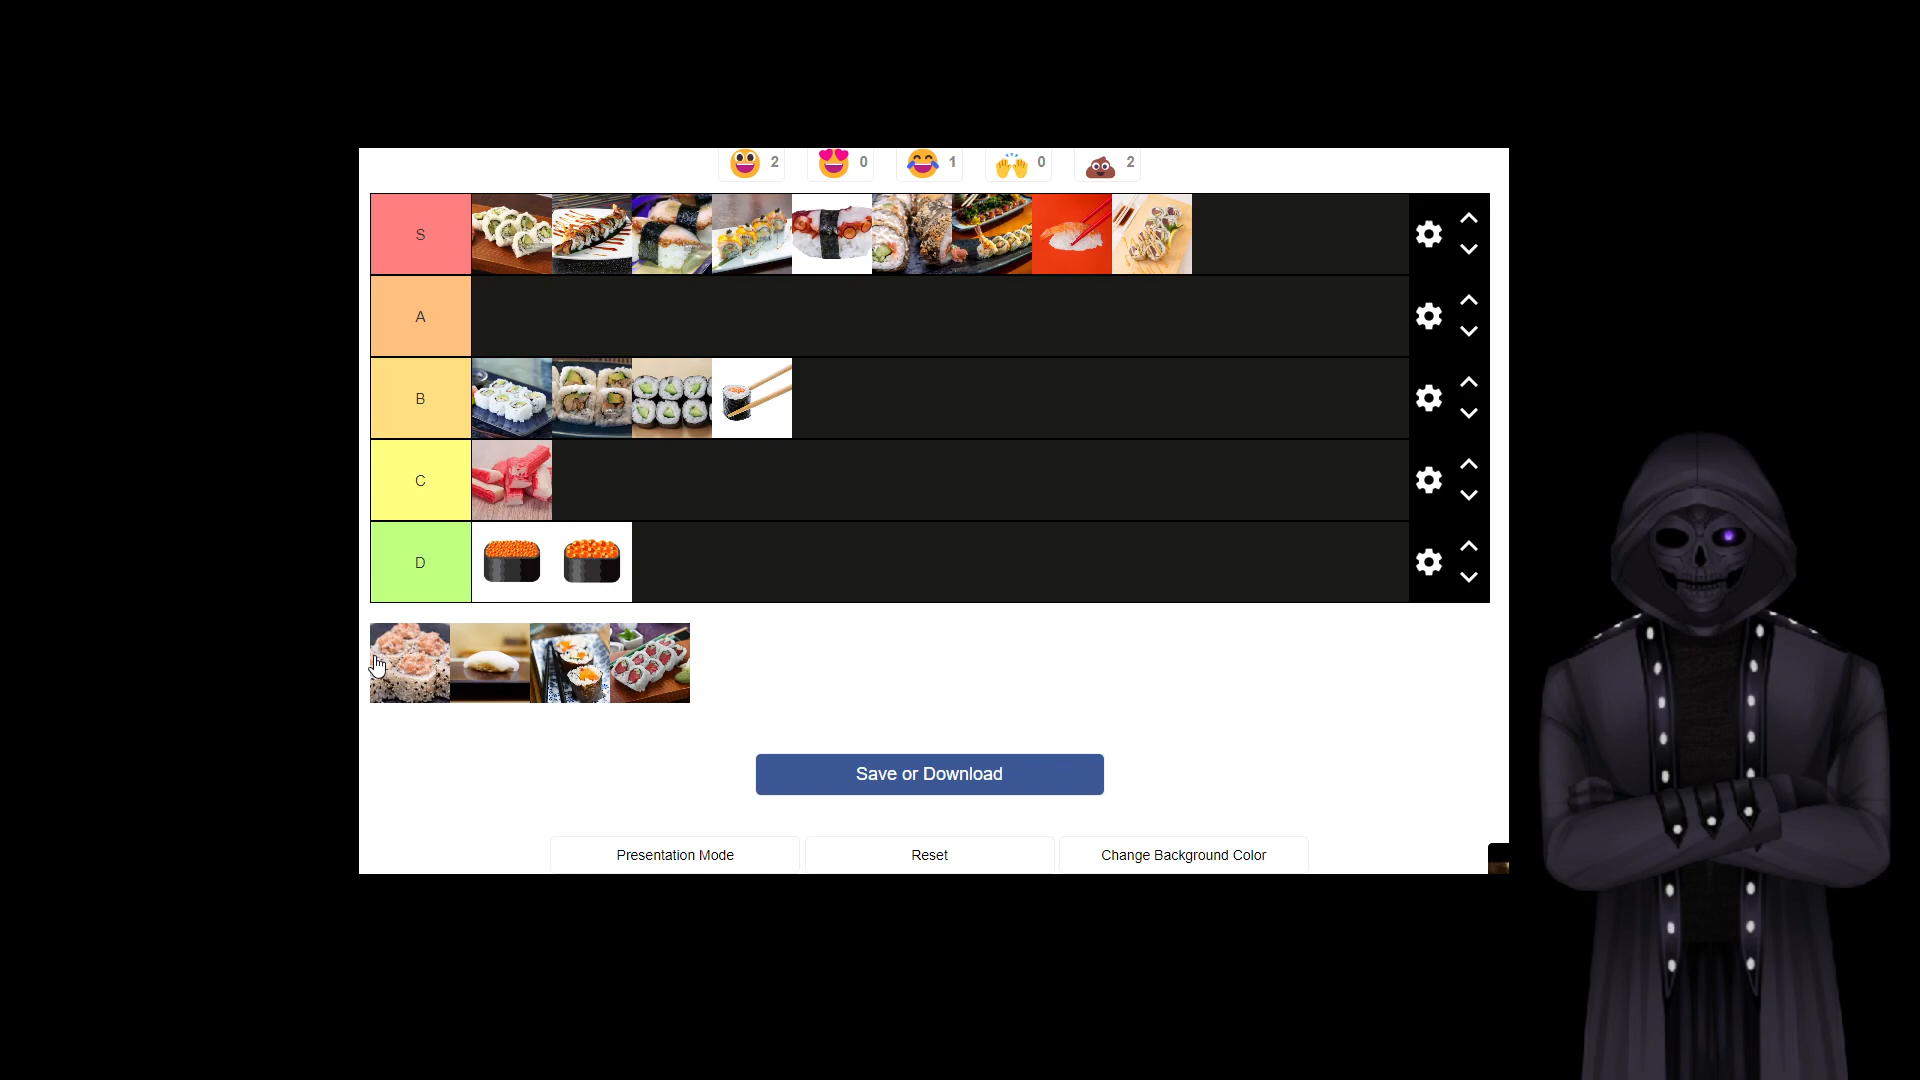 2 0 1 0 2
S
A
B
C
D
Save or Download
Presentation Mode Reset Change Background Color